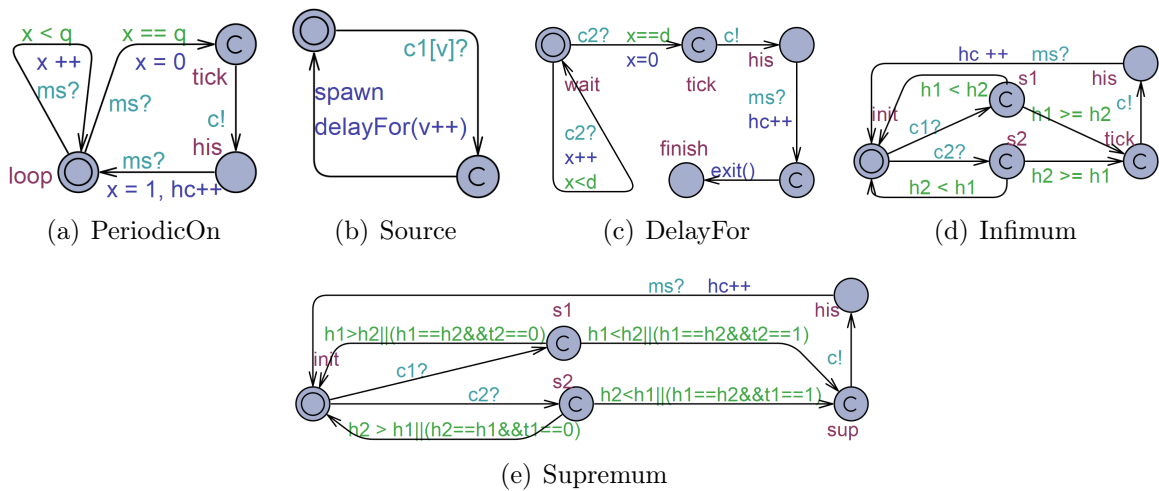 x < q
x ++
ms?
x == q
x = 0
ms?
C
tick
c!
his
ms?
x = 1, hc++
loop
(a) PeriodicOn
c1[v]?
spawn
delayFor(v++)
C
(b) Source
c2?
x==d
x=0
C
c!
wait
tick
his
c2?
x++
x<d
ms?
hc++
finish
exit()
C
(c) DelayFor
hc ++
ms?
his
s1
h1 < h2
C
init
c1?
h1 >= h2
c!
tick
s2
c2?
C
h2 >= h1
C
h2 < h1
(d) Infimum
ms?
hc++
his
s1
h1>h2||(h1==h2&&t2==0)
C
h1<h2||(h1==h2&&t2==1)
init
c1?
c!
s2
c2?
C
h2<h1||(h1==h2&&t1==1)
C
h2 > h1||(h2==h1&&t1==0)
sup
(e) Supremum